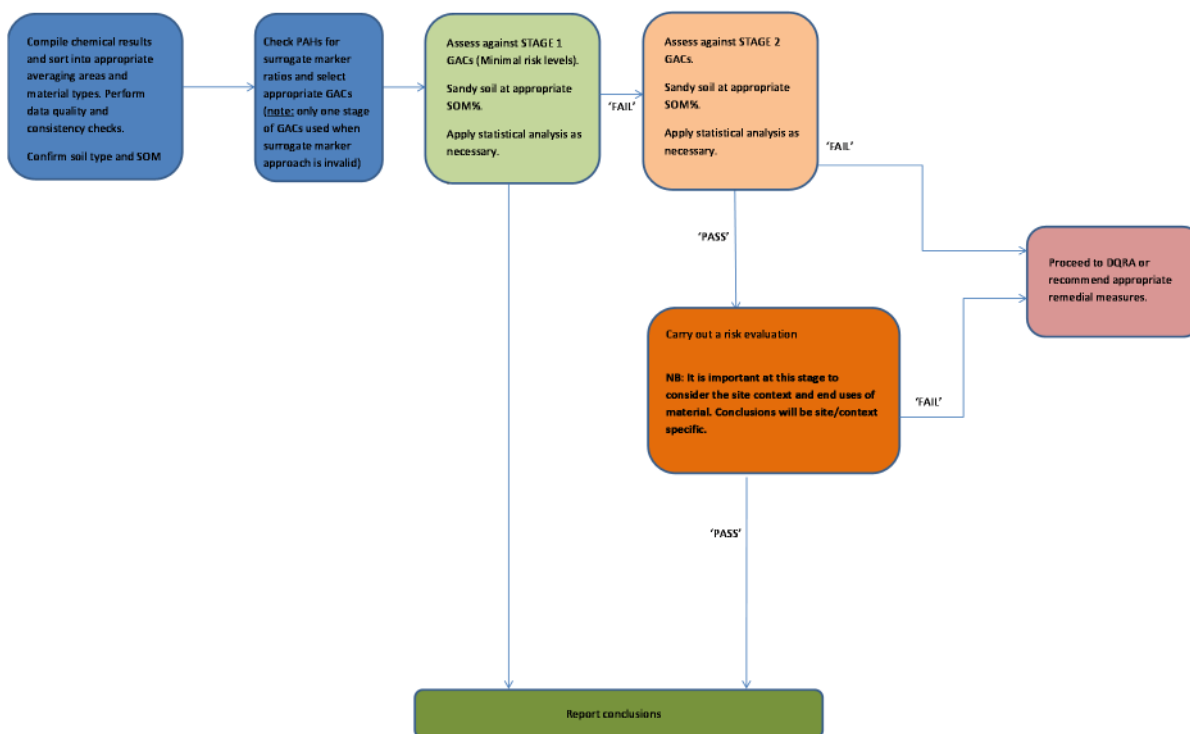 Compile chemical results
and sort into appropriate
averaging areas and
material types. Perform
data quality and
consistency checks.
Confirm soil type and SOM
Check PAHs for
surrogate marker
ratios and select
appropriate GACs
(note: only one stage
of GACs used when
surrogate marker
approach is invalid)
Assess against STAGE 1
GACs (Minimal risk levels).
Sandy soil at appropriate
SOM%.
Apply statistical analysis as
necessary.
'FAIL'
Assess against STAGE 2
GACs.
Sandy soil at appropriate
SOM%.
Apply statistical analysis as
necessary.
'FAIL'
'PASS'
Proceed to DQRA or
recommend appropriate
remedial measures.
Carry out a risk evaluation
NB: It is important at this stage to
consider the site context and end uses of
material. Conclusions will be site/context
specific.
'FAIL'
'PASS'
Report conclusions